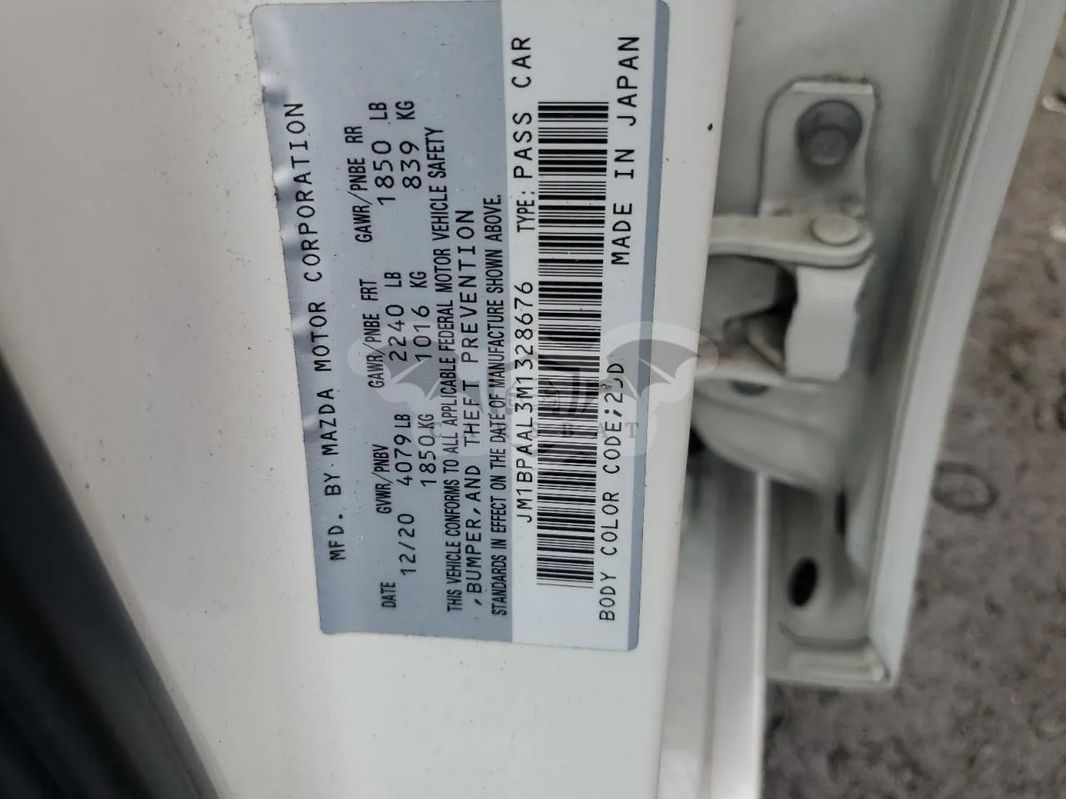 MFD. BY MAZDA MOTOR CORPORATION
DATE GVWR/PNBV GAWR/PNBE FRT GAWR/PNBE RR
12/20 4079 LB 2240 LB 1850 LB
1850 KG 1016 KG 839 KG
THIS VEHICLE CONFORMS TO ALL APPLICABLE FEDERAL MOTOR VEHICLE SAFETY
,BUMPER,AND THEFT PREVENTION
STANDARDS IN EFFECT ON THE DATE OF MANUFACTURE SHOWN ABOVE.
JM1BPAAL3M1328676 TYPE: PASS CAR
BODY COLOR CODE;
MADE IN JAPAN